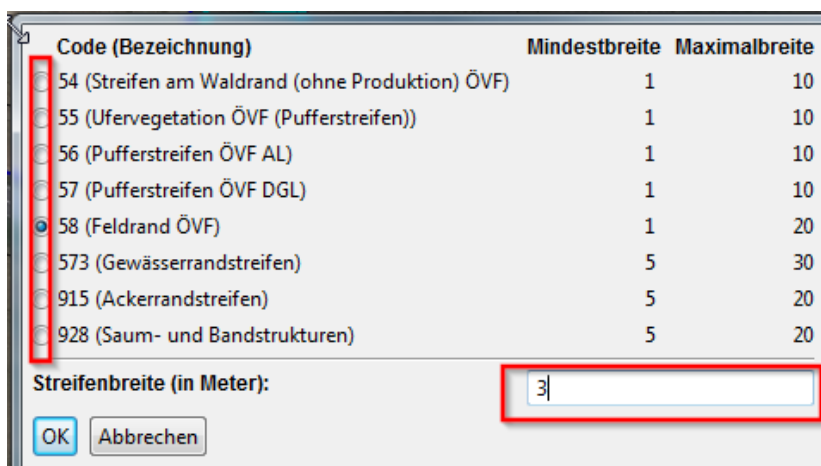 Code (Bezeichnung) Mindestbreite Maximalbreite
54 (Streifen am Waldrand (ohne Produktion) ÖVF) 1 10
55 (Ufervegetation ÖVF (Pufferstreifen)) 1 10
56 (Pufferstreifen ÖVF AL) 1 10
57 (Pufferstreifen ÖVF DGL) 1 10
58 (Feldrand ÖVF) 1 20
573 (Gewässerrandstreifen) 5 30
915 (Ackerrandstreifen) 5 20
928 (Saum- und Bandstrukturen) 5 20
Streifenbreite (in Meter): 3
OK Abbrechen